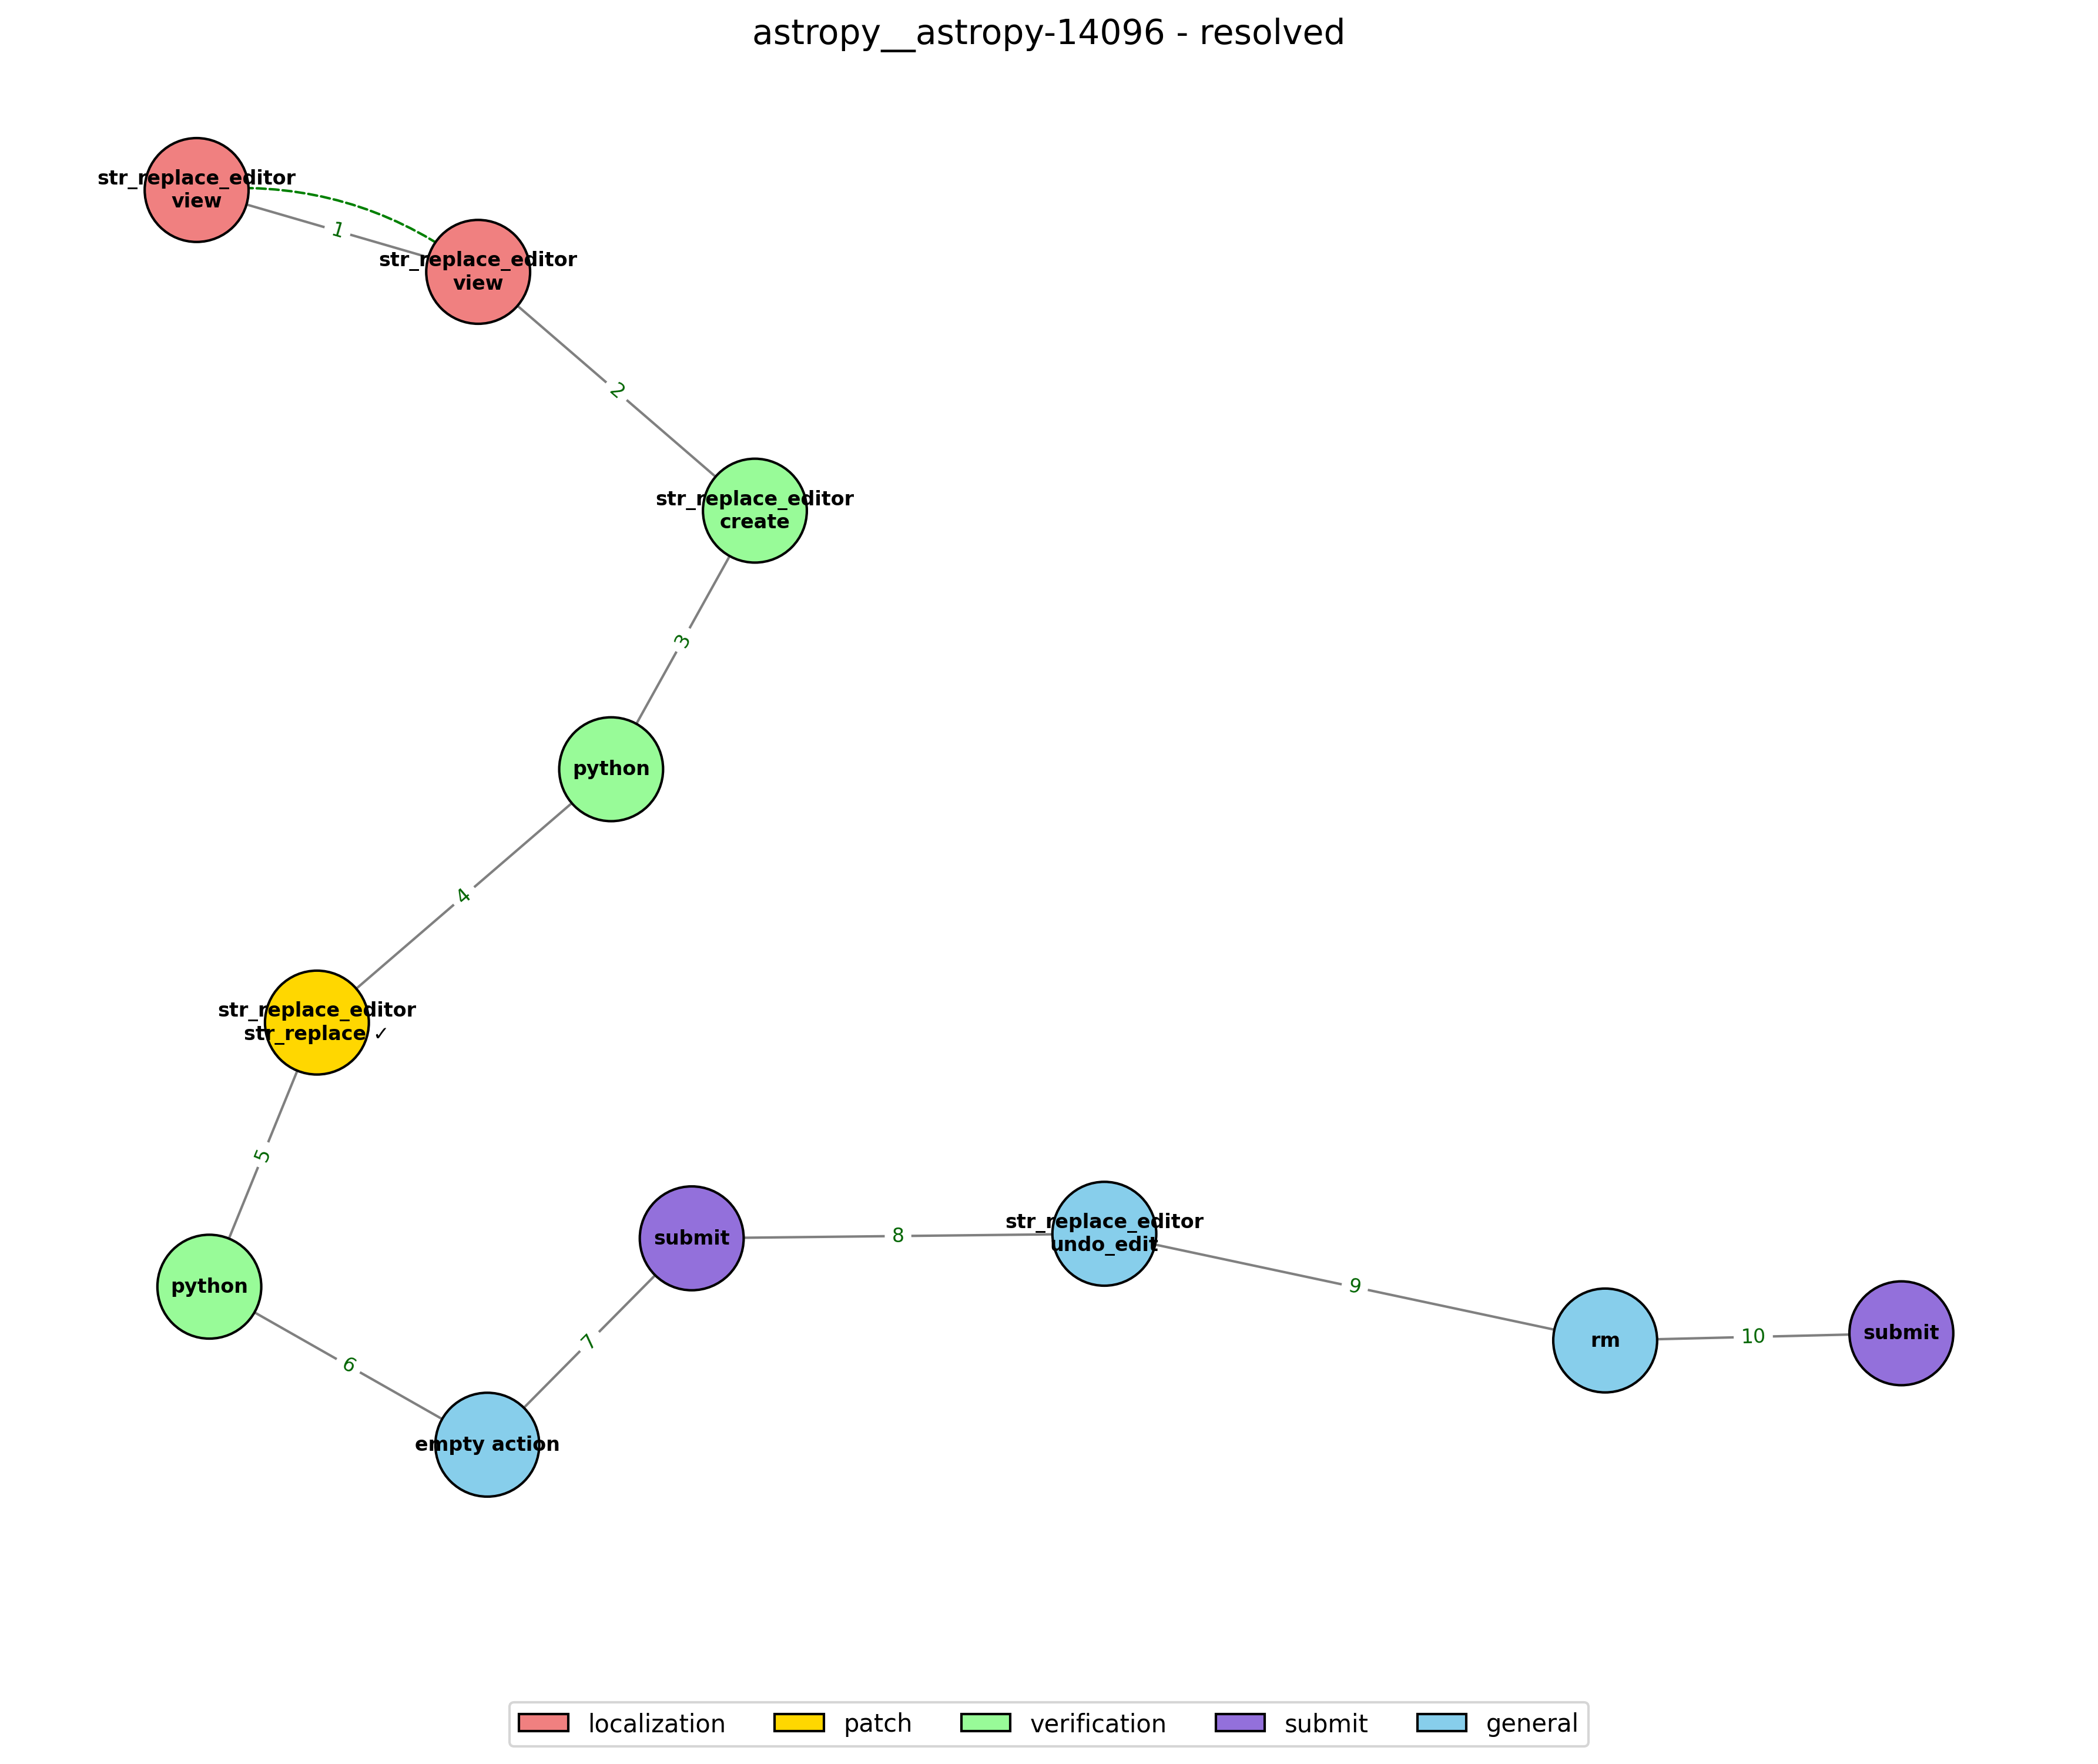 astropy__astropy-14096 - resolved
str_replace_editor
view
1
str_replace_editor
view
2
str_replace_editor
create
3
python
4
str_replace_editor
str_replace ✓
5
python
6
empty action
7
submit
8
str_replace_editor
undo_edit
9
rm
10
submit
localization
patch
verification
submit
general